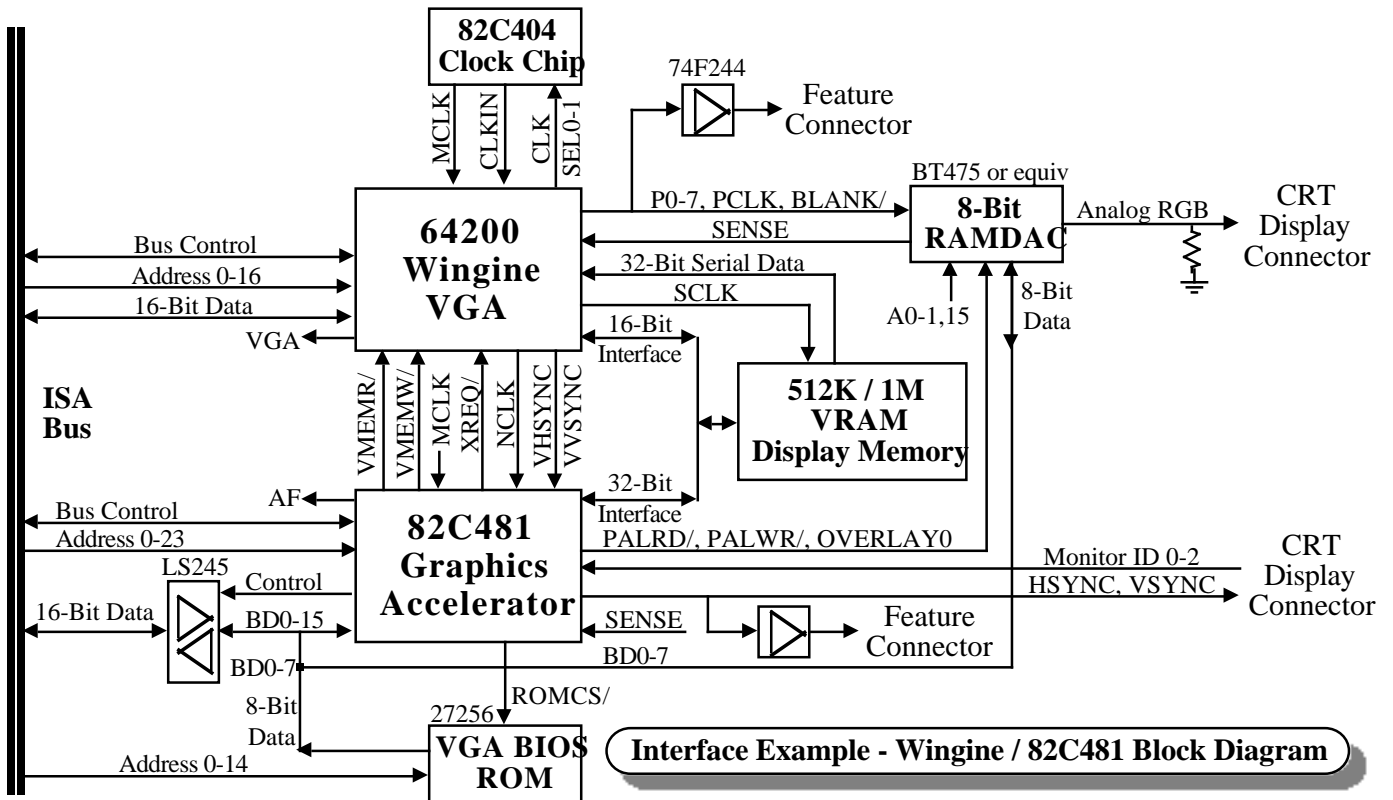 82C404
Clock Chip
MCLK
CLKIN
CLK
SEL0-1
74F244
Feature
Connector
BT475 or equiv
P0-7, PCLK, BLANK/
8-Bit
RAMDAC
Analog RGB
CRT
Display
Connector
64200
Wingine
VGA
SENSE
32-Bit Serial Data
SCLK
Bus Control
Address 0-16
16-Bit Data
VGA
16-Bit
Interface
A0-1,15
8-Bit
Data
ISA
Bus
VMEMR/
VMEMW/
MCLK
XREQ/
NCLK
VHSYNC
VVSYNC
512K / 1M
VRAM
Display Memory
AF
32-Bit
Interface
Bus Control
Address 0-23
82C481
Graphics
Accelerator
PALRD/, PALWR/, OVERLAY0
Monitor ID 0-2
HSYNC, VSYNC
CRT
Display
Connector
LS245
Control
16-Bit Data
BD0-15
SENSE
Feature
Connector
BD0-7
BD0-7
8-Bit
Data
ROMCS/
27256
VGA BIOS
ROM
Address 0-14
Interface Example - Wingine / 82C481 Block Diagram